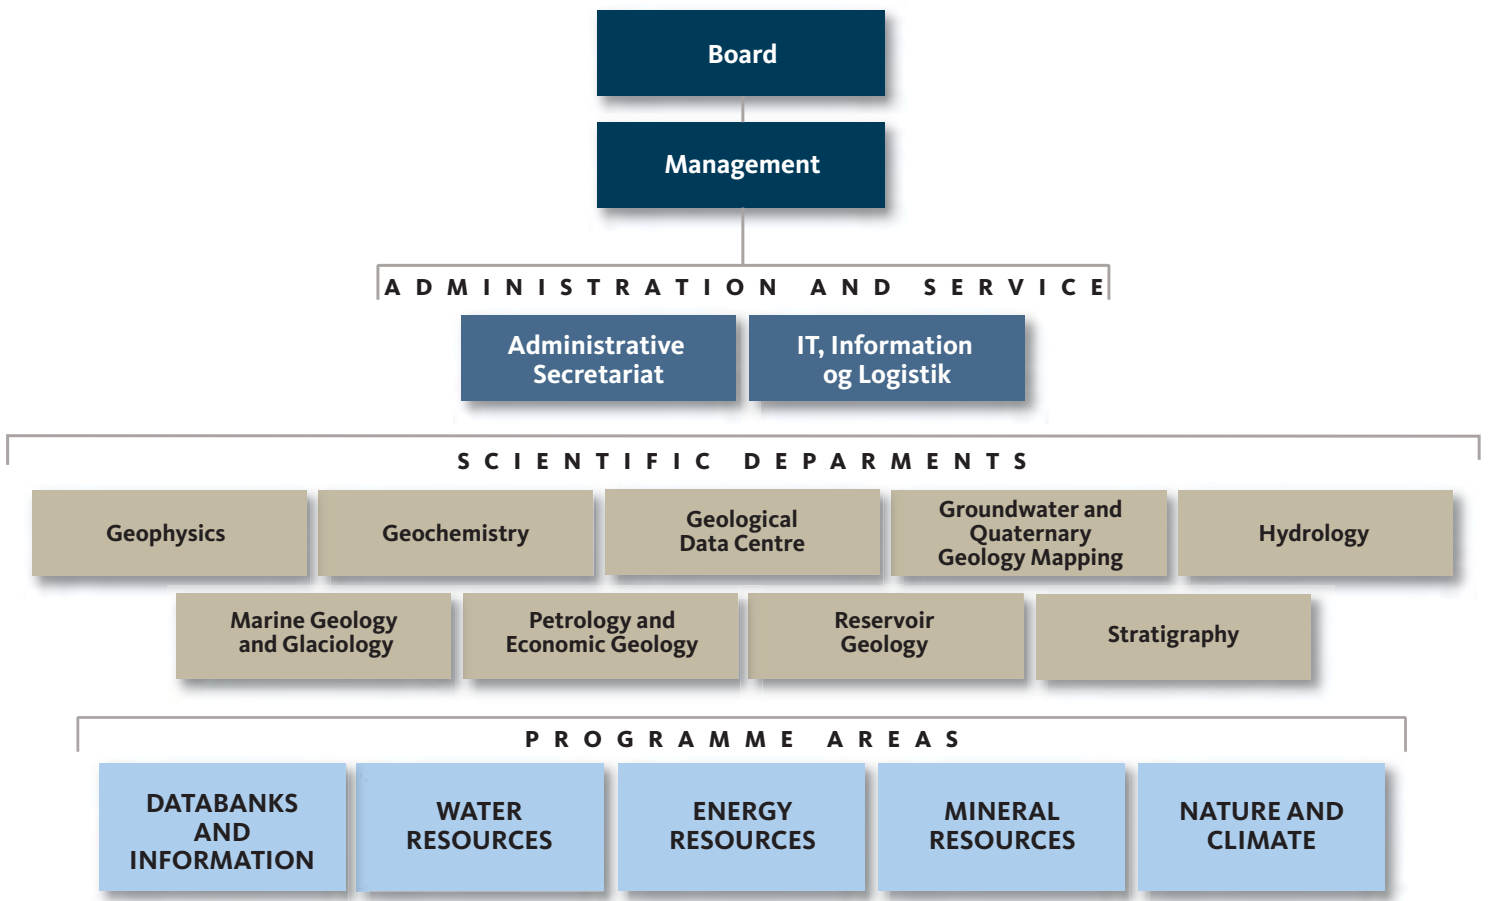 Board
Management
ADMINISTRATION AND SERVICE
Administrative
Secretariat
IT, Information
og Logistik
SCIENTIFIC DEPARMENTS
Geophysics
Geochemistry
Geological
Data Centre
Groundwater and
Quaternary
Geology Mapping
Hydrology
Marine Geology
and Glaciology
Petrology and
Economic Geology
Reservoir
Geology
Stratigraphy
PROGRAMME AREAS
DATABANKS
AND
INFORMATION
WATER
RESOURCES
ENERGY
RESOURCES
MINERAL
RESOURCES
NATURE AND
CLIMATE